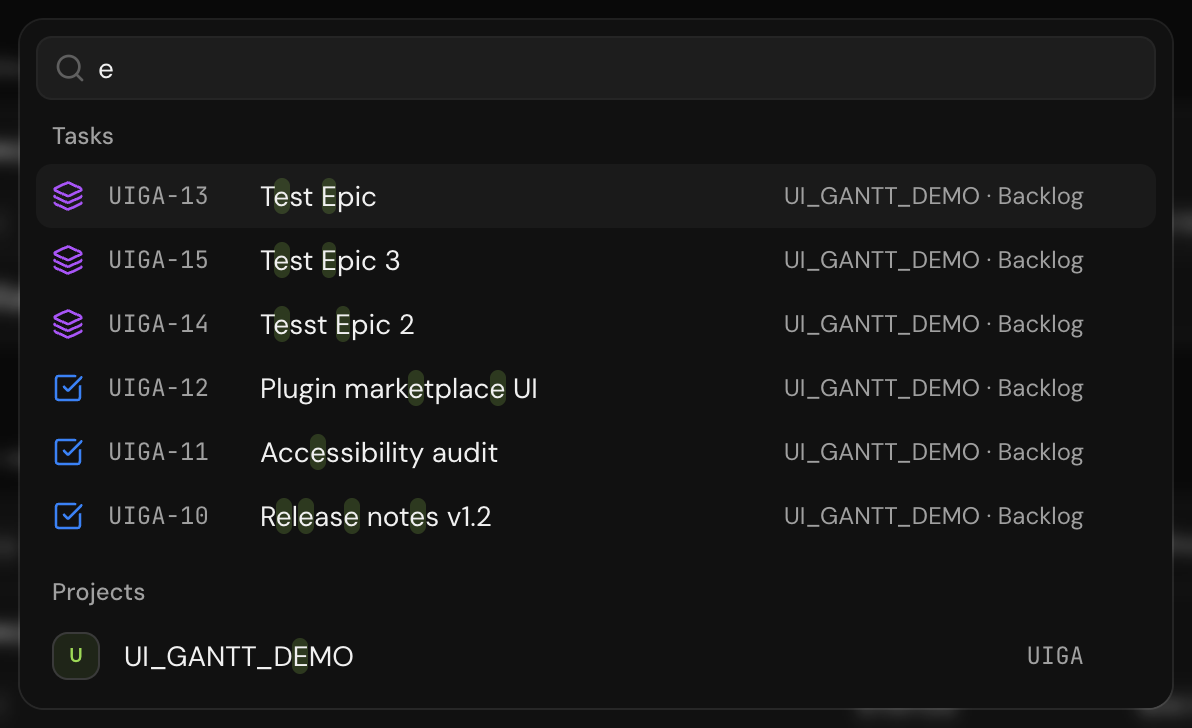 e
Tasks
UIGA-13 Test Epic UI_GANTT_DEMO · Backlog
UIGA-15 Test Epic 3 UI_GANTT_DEMO · Backlog
UIGA-14 Tesst Epic 2 UI_GANTT_DEMO · Backlog
UIGA-12 Plugin marketplace UI UI_GANTT_DEMO · Backlog
UIGA-11 Accessibility audit UI_GANTT_DEMO · Backlog
UIGA-10 Release notes v1.2 UI_GANTT_DEMO · Backlog
Projects
U UI_GANTT_DEMO UIGA